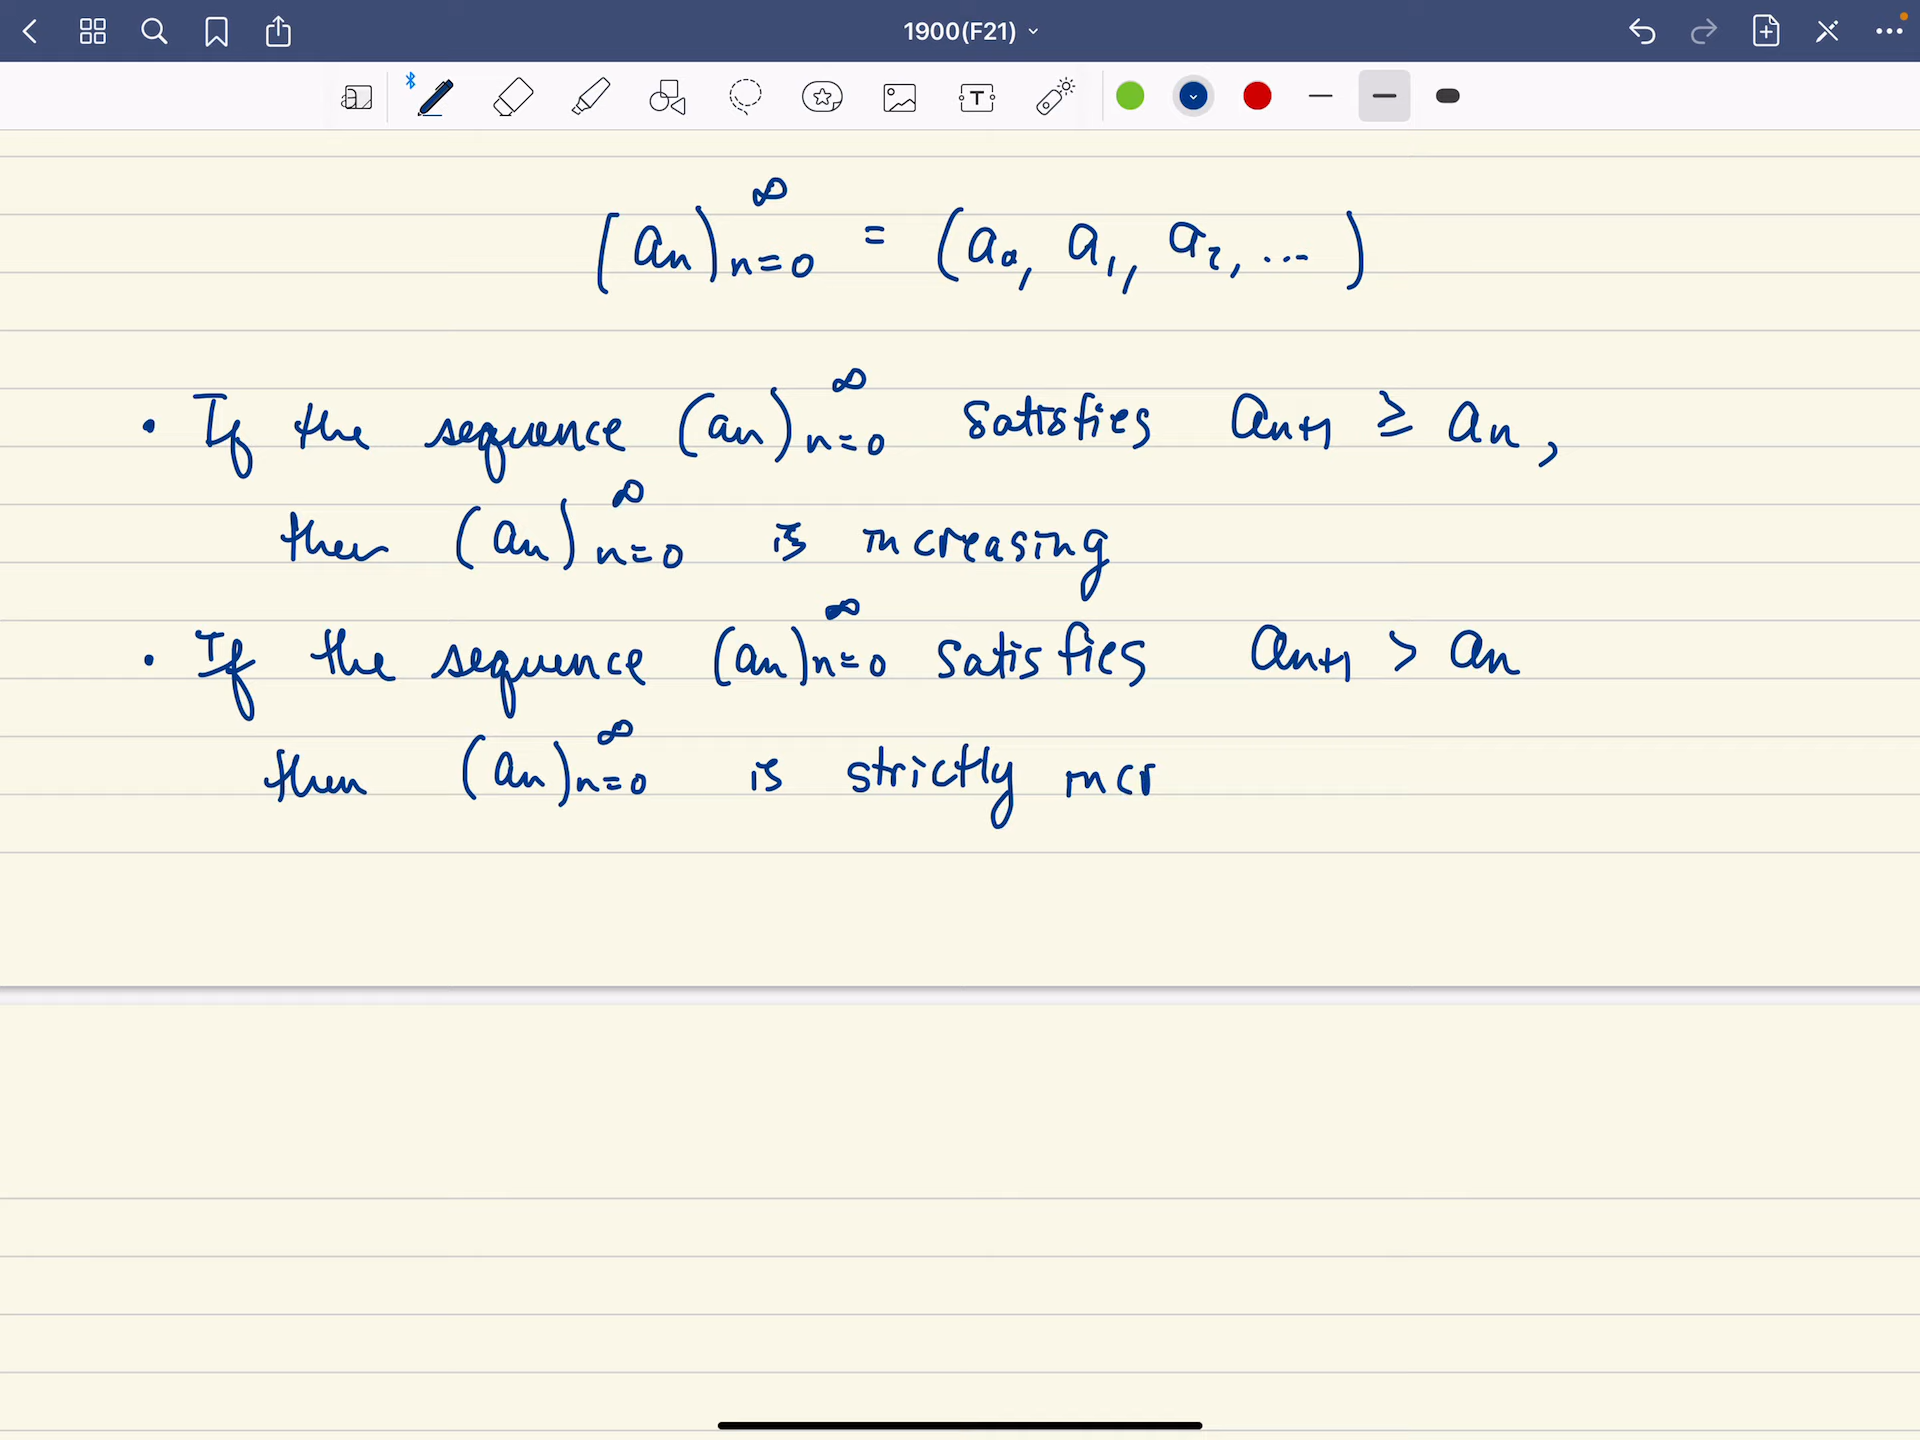 1900(F21)
(an)∞n=0 = (a0, a1, a2, ...)
• If the sequence (an)∞n=0 satisfies an+1 ≥ an,
then (an)∞n=0 is increasing
• If the sequence (an)∞n=0 satisfies an+1 > an
then (an)∞n=0 is strictly incr